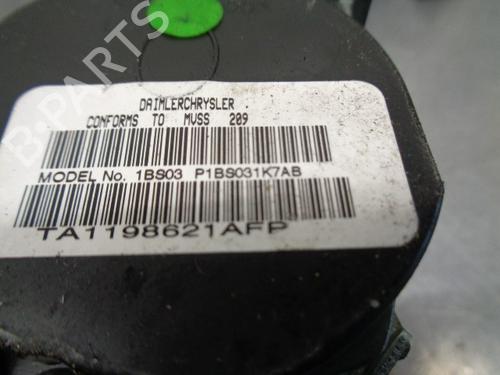 B-PARTS
DAIMLERCHRYSLER
CONFORMS TO MVSS 209
MODEL No. 1BS03 P1BS031K7AB
TA1198621AFP